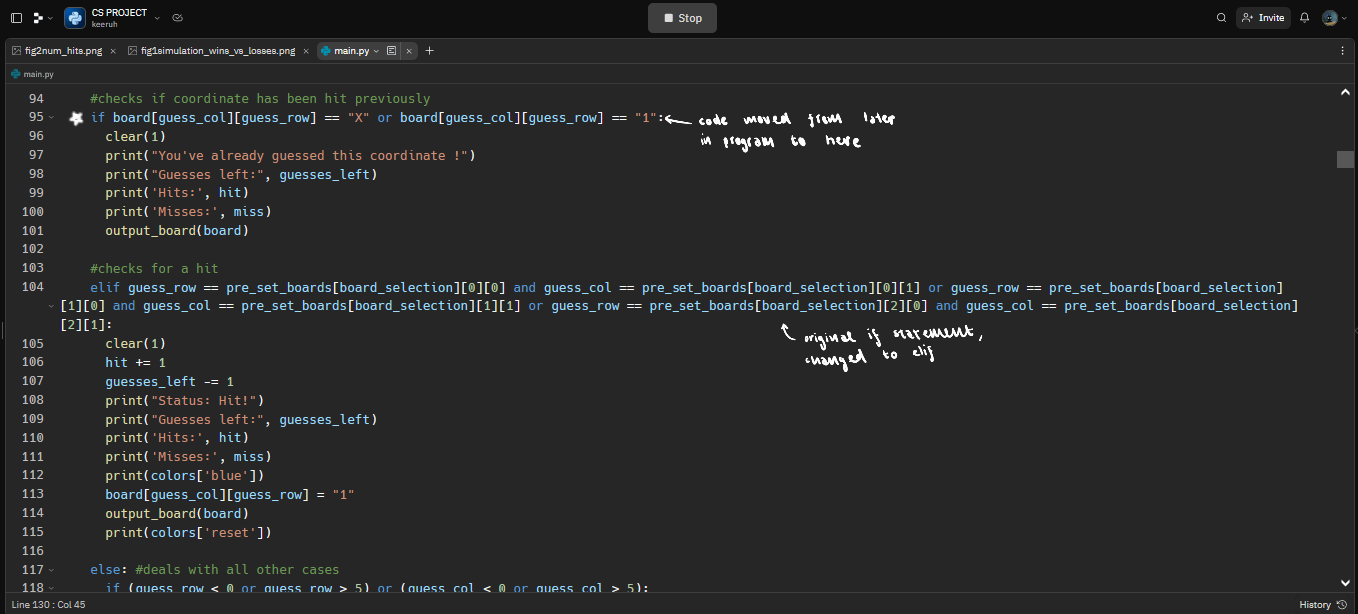 CS PROJECT
keeruh
Stop
Invite
fig2num_hits.png
fig1simulation_wins_vs_losses.png
main.py
main.py
94 #checks if coordinate has been hit previously
95 if board[guess_col][guess_row] == "X" or board[guess_col][guess_row] == "1":
code moved from later
in program to here
96 clear(1)
97 print("You've already guessed this coordinate !")
98 print("Guesses left:", guesses_left)
99 print('Hits:', hit)
100 print('Misses:', miss)
101 output_board(board)
102
103 #checks for a hit
104 elif guess_row == pre_set_boards[board_selection][0][0] and guess_col == pre_set_boards[board_selection][0][1] or guess_row == pre_set_boards[board_selection]
[1][0] and guess_col == pre_set_boards[board_selection][1][1] or guess_row == pre_set_boards[board_selection][2][0] and guess_col == pre_set_boards[board_selection]
[2][1]:
original if statement,
changed to elif
105 clear(1)
106 hit += 1
107 guesses_left -= 1
108 print("Status: Hit!")
109 print("Guesses left:", guesses_left)
110 print('Hits:', hit)
111 print('Misses:', miss)
112 print(colors['blue'])
113 board[guess_col][guess_row] = "1"
114 output_board(board)
115 print(colors['reset'])
116
117 else: #deals with all other cases
118 if (guess_row < 0 or guess_row > 5) or (guess_col < 0 or guess_col > 5):
Line 130 : Col 45
History